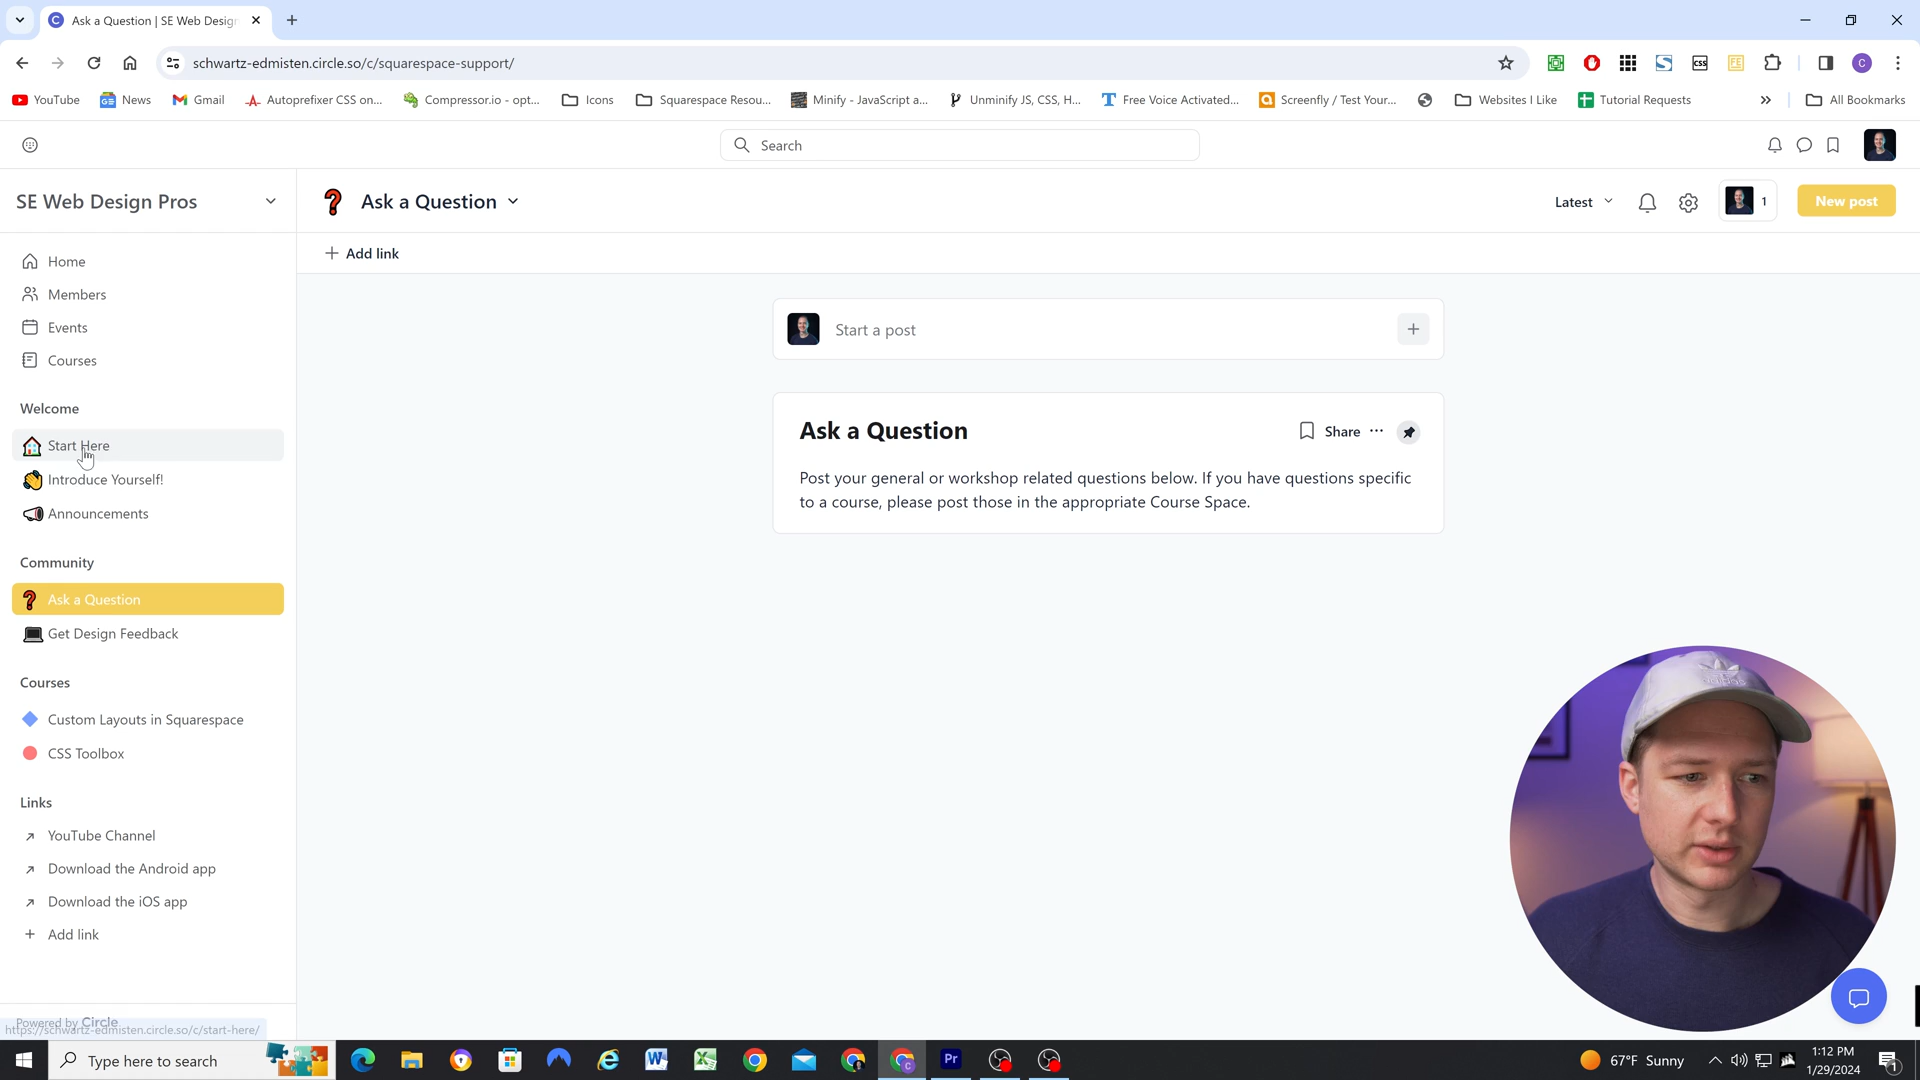 Ask a Question | SE Web Design
schwartz-edmisten.circle.so/c/squarespace-support/
YouTube News Gmail Autoprefixer CSS on... Compressor.io - opt... Icons Squarespace Resou... Minify - JavaScript a... Unminify JS, CSS, H... Free Voice Activated... Screenfly / Test Your... Websites I Like Tutorial Requests » All Bookmarks
Search
SE Web Design Pros
Ask a Question
Latest
1
New post
+ Add link
Home
Members
Events
Courses
Welcome
Start Here
Introduce Yourself!
Announcements
Community
Ask a Question
Get Design Feedback
Courses
Custom Layouts in Squarespace
CSS Toolbox
Links
YouTube Channel
Download the Android app
Download the iOS app
+ Add link
Powered by Circle
https://schwartz-edmisten.circle.so/c/start-here/
Start a post
Ask a Question
Share
Post your general or workshop related questions below. If you have questions specific
to a course, please post those in the appropriate Course Space.
Type here to search
67°F Sunny
1:12 PM
1/29/2024
1